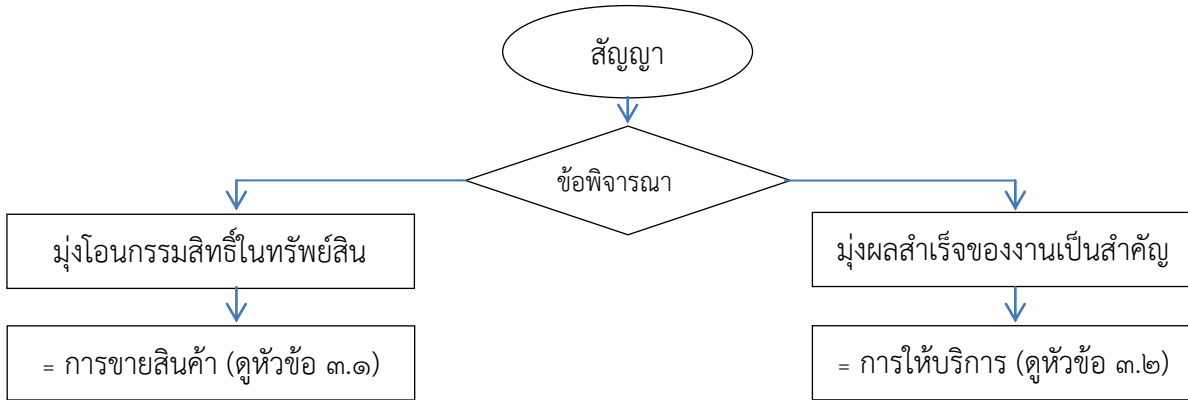 สัญญา
ข้อพิจารณา
มุ่งโอนกรรมสิทธิ์ในทรัพย์สิน
มุ่งผลสำเร็จของงานเป็นสำคัญ
= การขายสินค้า (ดูหัวข้อ ๓.๑)
= การให้บริการ (ดูหัวข้อ ๓.๒)